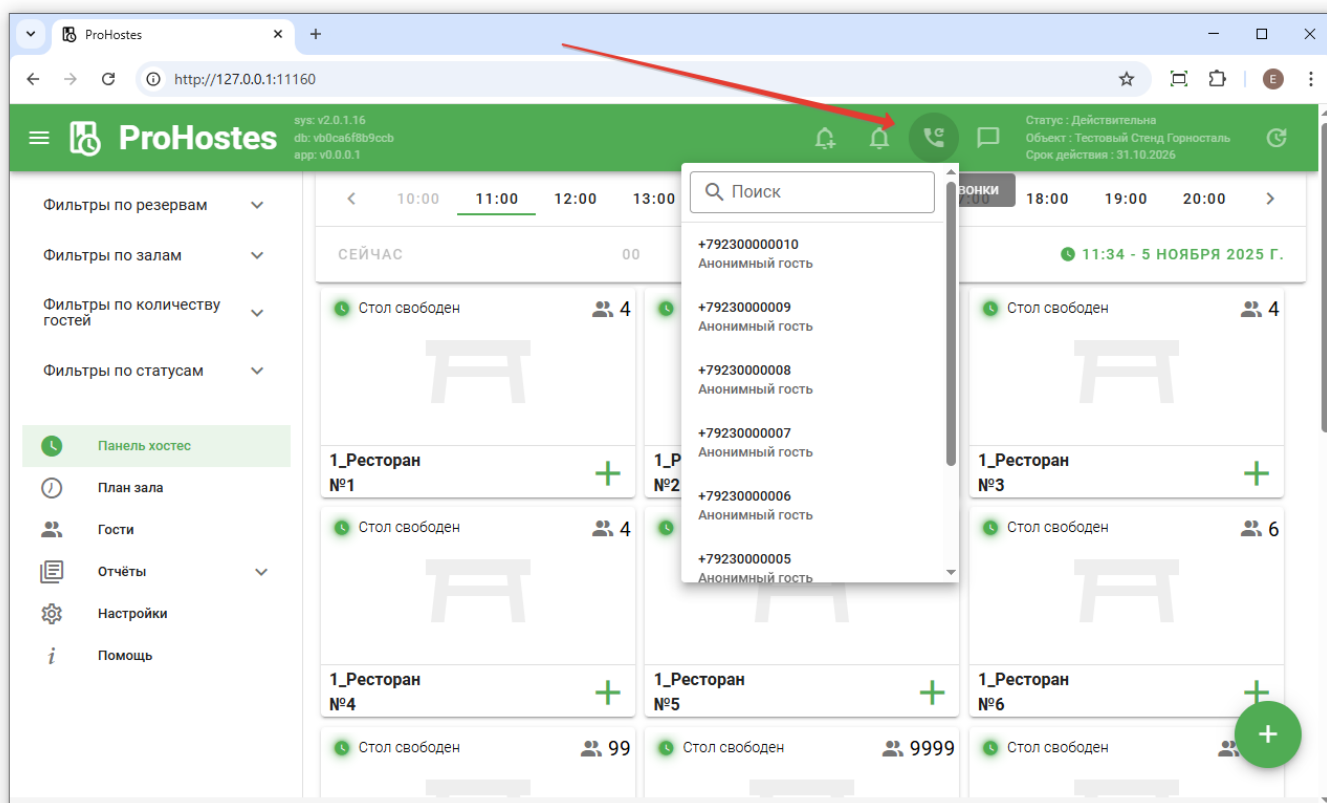 ProHostes
http://127.0.0.1:11160
E
ProHostes
sys: v2.0.1.16
db: vb0ca6f8b9ccb
app: v0.0.0.1
Статус : Действительна
Объект : Тестовый Стенд Горносталь
Срок действия : 31.10.2026
Фильтры по резервам
Фильтры по залам
Фильтры по количеству
гостей
Фильтры по статусам
Панель хостес
План зала
Гости
Отчёты
Настройки
Помощь
10:00 11:00 12:00 13:00 18:00 19:00 20:00
СЕЙЧАС 00 11:34 - 5 НОЯБРЯ 2025 Г.
Поиск
+792300000010
Анонимный гость
+79230000009
Анонимный гость
+79230000008
Анонимный гость
+79230000007
Анонимный гость
+79230000006
Анонимный гость
+79230000005
Анонимный гость
Стол свободен 4
1_Ресторан
№1
№2
Стол свободен 4
1_Ресторан
№3
Стол свободен 4
1_Ресторан
№4
1_Ресторан
№5
Стол свободен 6
1_Ресторан
№6
Стол свободен 99
Стол свободен 9999
Стол свободен